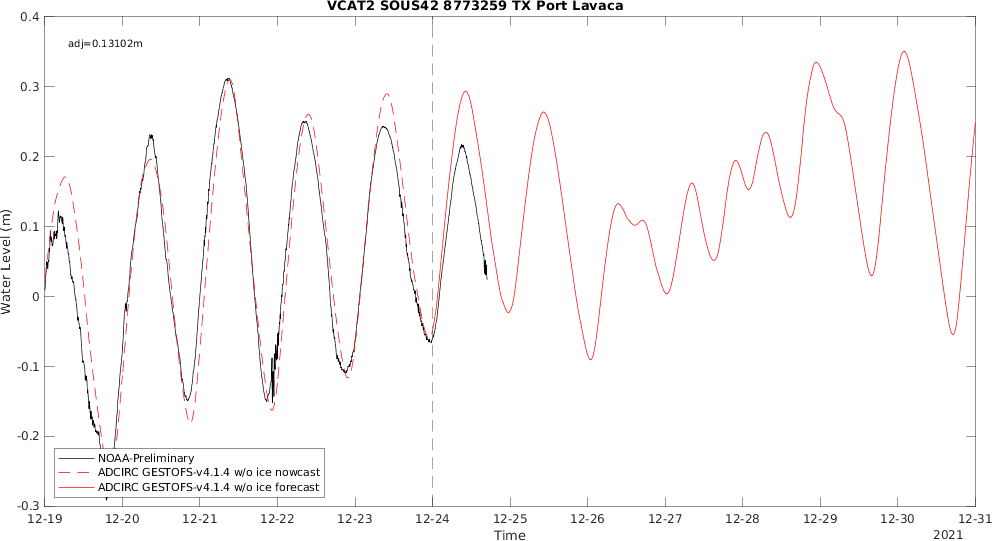 VCAT2 SOUS42 8773259 TX Port Lavaca
adj=0.13102m
Water Level (m)
0.4
0.3
0.2
0.1
0
-0.1
-0.2
-0.3
NOAA-Preliminary
ADCIRC GESTOFS-v4.1.4 w/o ice nowcast
ADCIRC GESTOFS-v4.1.4 w/o ice forecast
12-19 12-20 12-21 12-22 12-23 12-24 12-25 12-26 12-27 12-28 12-29 12-30 12-31
Time
2021